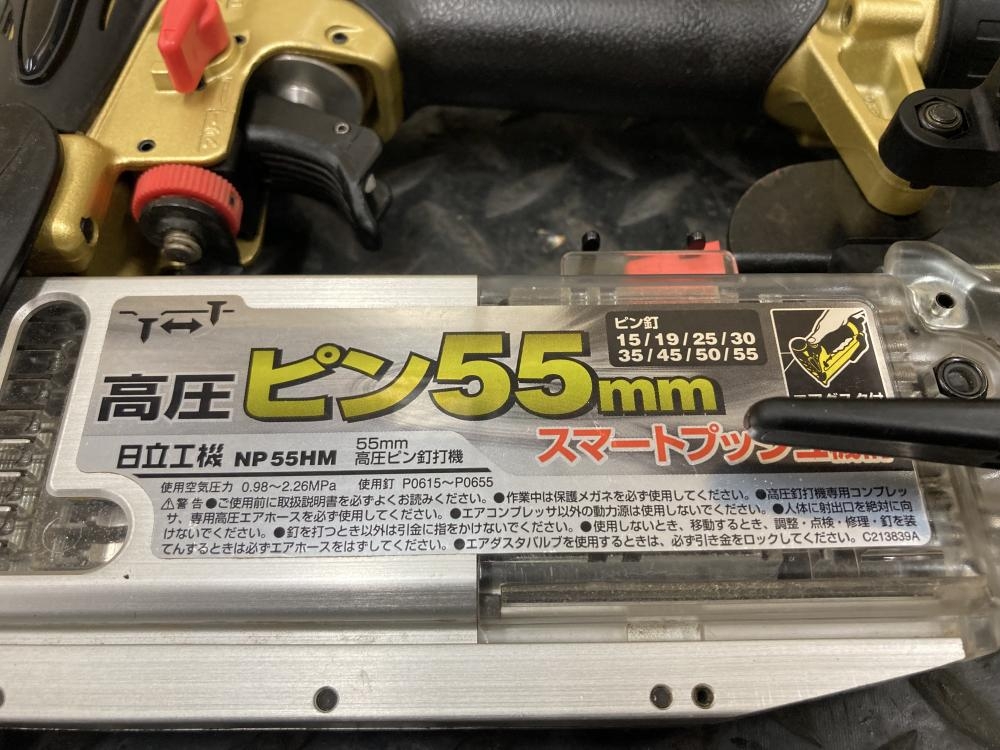 高圧 ピン55mm
ピン釘
15/19/25/30
35/45/50/55
スマートプッシュ
日立工機 NP55HM 55mm
高圧ピン釘打機
使用空気圧力 0.98～2.26MPa 使用釘 P0615～P0655
⚠警告 ●ご使用前に取扱説明書を必ずよくお読みください。●作業中は保護メガネを必ず使用してください。●高圧釘打機専用コンプレッ
サ、専用高圧エアホースを必ず使用してください。●エアコンプレッサ以外の動力源は使用しないでください。●人体に射出口を絶対に向
けないでください。●釘を打つとき以外は引金に指をかけないでください。●使用しないとき、移動するとき、調整・点検・修理・釘を装
てんするときは必ずエアホースをはずしてください。●エアダスタバルブを使用するときは、必ず引き金をロックしてください。C213839A